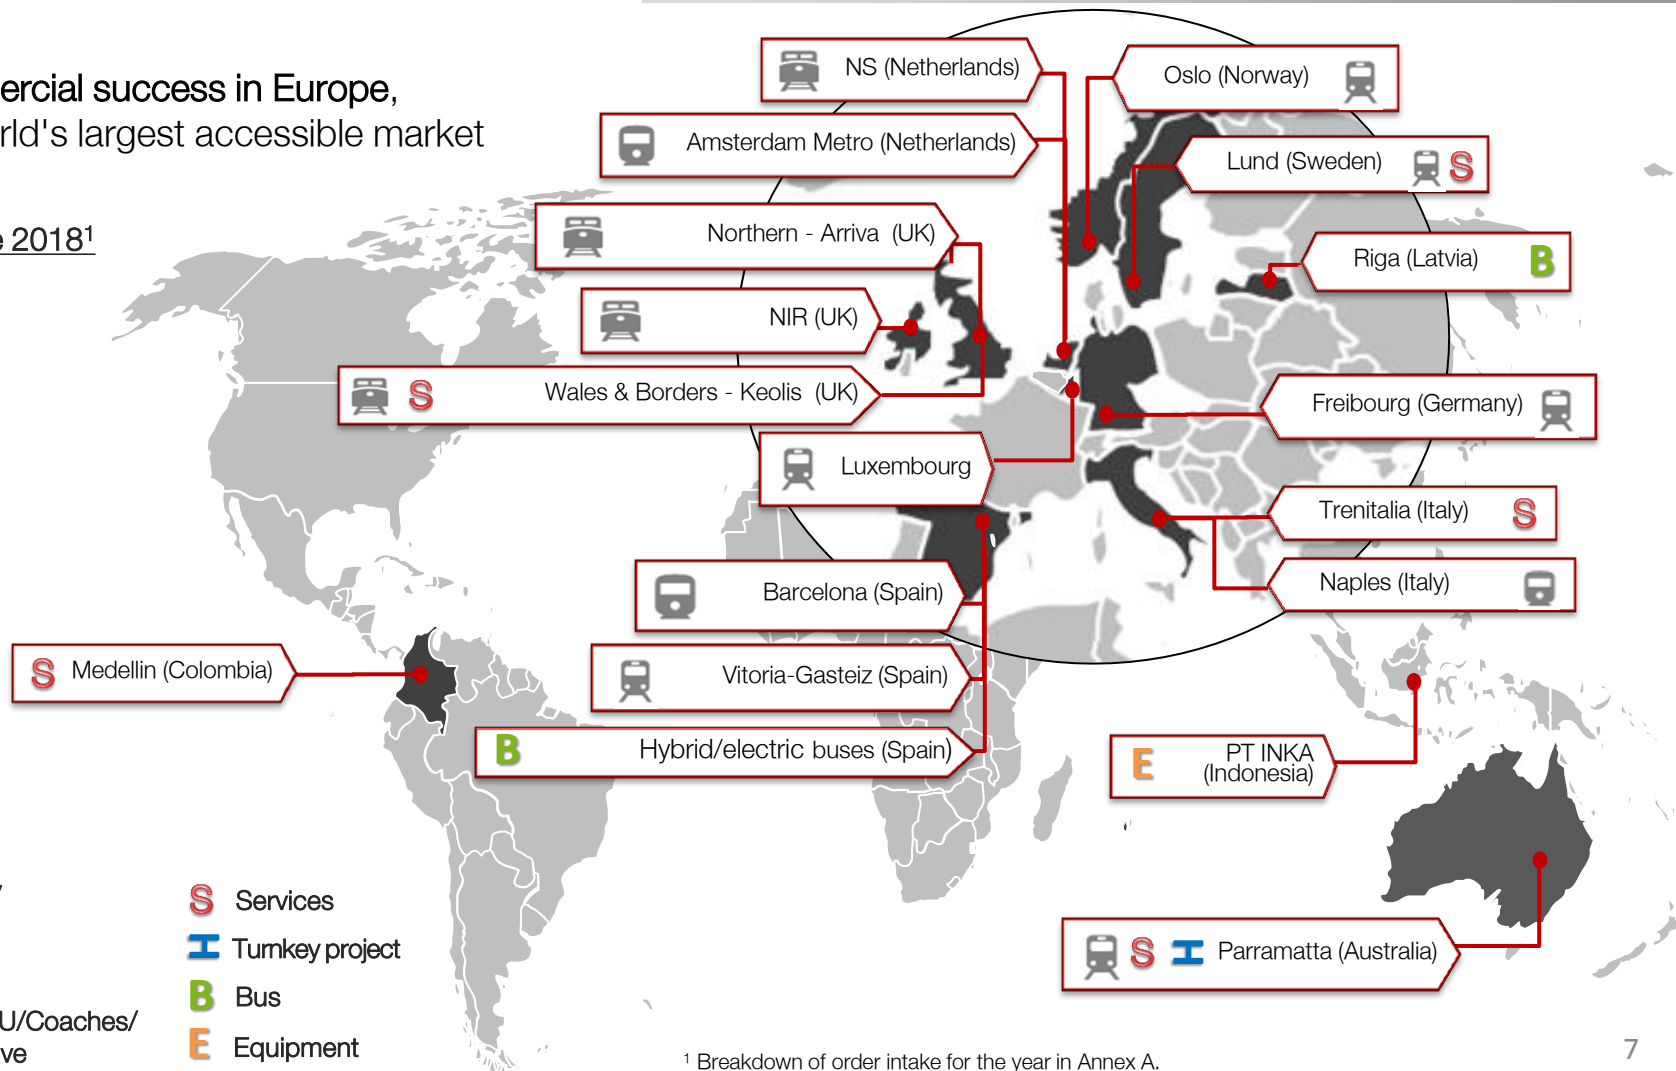 ercial success in Europe,
rld's largest accessible market
e 2018¹
NS (Netherlands)
Oslo (Norway)
Amsterdam Metro (Netherlands)
Lund (Sweden) S
Northern - Arriva (UK)
Riga (Latvia) B
NIR (UK)
S Wales & Borders - Keolis (UK)
Freibourg (Germany)
Luxembourg
Trenitalia (Italy) S
Naples (Italy)
Barcelona (Spain)
S Medellin (Colombia)
Vitoria-Gasteiz (Spain)
B Hybrid/electric buses (Spain)
E PT INKA
(Indonesia)
S Parramatta (Australia)
S Services
Turnkey project
B Bus
E Equipment
U/Coaches/
ve
¹ Breakdown of order intake for the year in Annex A.
7